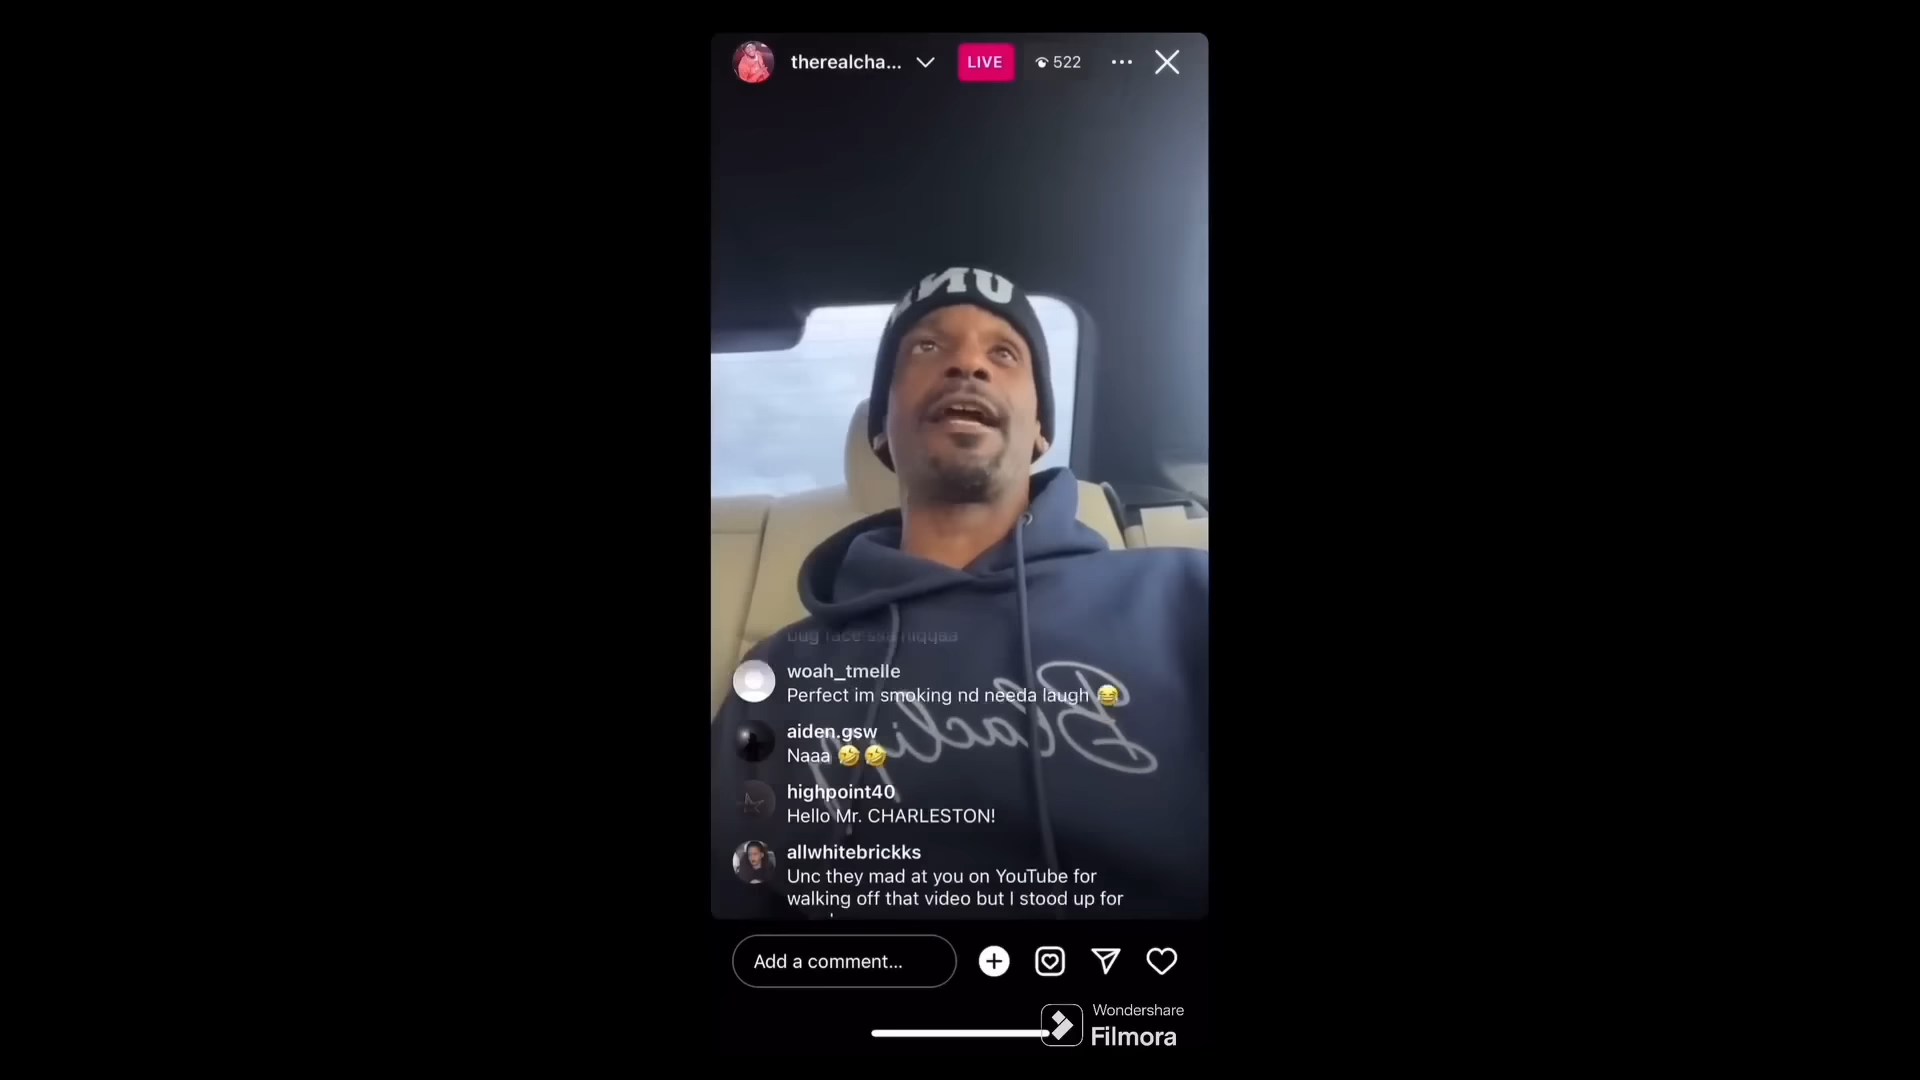 therealcha...
LIVE
522
UNI
woah_tmelle
Perfect im smoking nd needa laugh 😂
aiden.gsw
Naaa 🤣🤣
highpoint40
Hello Mr. CHARLESTON!
allwhitebrickks
Unc they mad at you on YouTube for
walking off that video but I stood up for
Add a comment...
Wondershare
Filmora